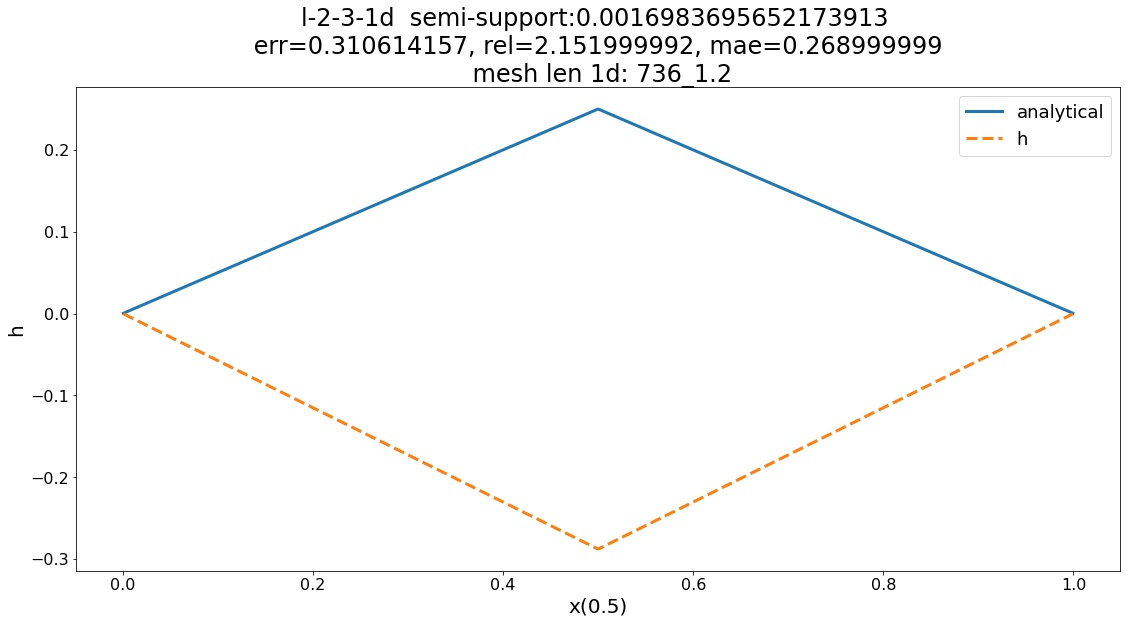 l-2-3-1d  semi-support:0.0016983695652173913
err=0.310614157, rel=2.151999992, mae=0.268999999
mesh len 1d: 736_1.2
analytical
h
h
0.2
0.1
0.0
−0.1
−0.2
−0.3
0.0 0.2 0.4 0.6 0.8 1.0
x(0.5)